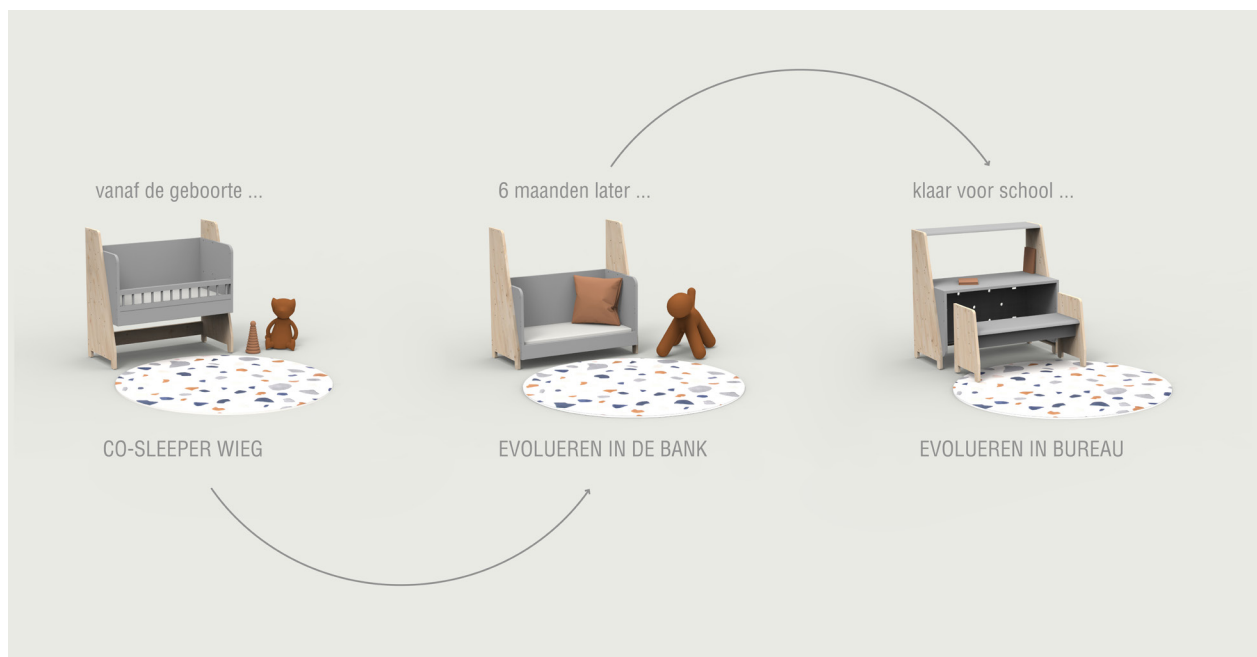 vanaf de geboorte ...
6 maanden later ...
klaar voor school ...
CO-SLEEPER WIEG
EVOLUEREN IN DE BANK
EVOLUEREN IN BUREAU